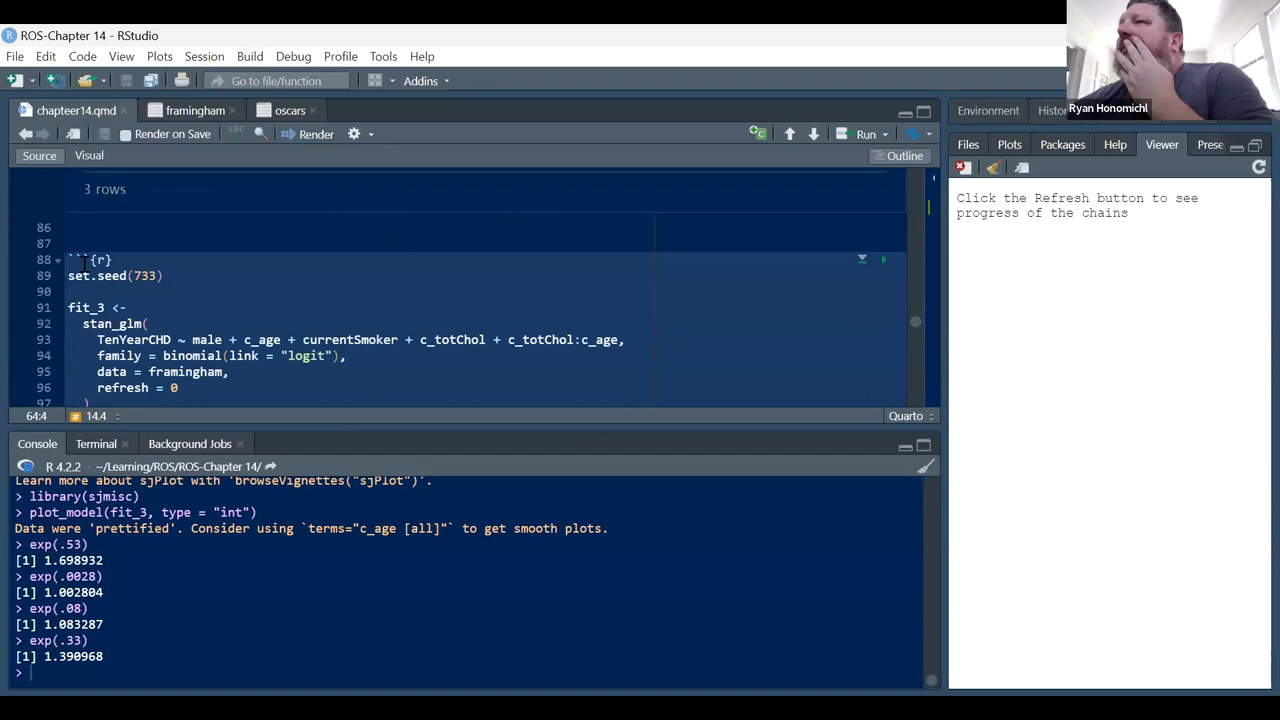 ROS-Chapter 14 - RStudio
File Edit Code View Plots Session Build Debug Profile Tools Help
Go to file/function Addins
Ryan Honomichl
chapteer14.qmd framingham oscars
Environment Histo
Render on Save Render Run
Files Plots Packages Help Viewer Prese
Source Visual Outline
3 rows
Click the Refresh button to see
progress of the chains
86
87
88 ```{r}
89 set.seed(733)
90
91 fit_3 <-
92 stan_glm(
93 TenYearCHD ~ male + c_age + currentSmoker + c_totChol + c_totChol:c_age,
94 family = binomial(link = "logit"),
95 data = framingham,
96 refresh = 0
97 )
64:4 # 14.4 Quarto
Console Terminal Background Jobs
R 4.2.2 · ~/Learning/ROS/ROS-Chapter 14/
Learn more about sjPlot with 'browseVignettes("sjPlot")'.
> library(sjmisc)
> plot_model(fit_3, type = "int")
Data were 'prettified'. Consider using `terms="c_age [all]"` to get smooth plots.
> exp(.53)
[1] 1.698932
> exp(.0028)
[1] 1.002804
> exp(.08)
[1] 1.083287
> exp(.33)
[1] 1.390968
>